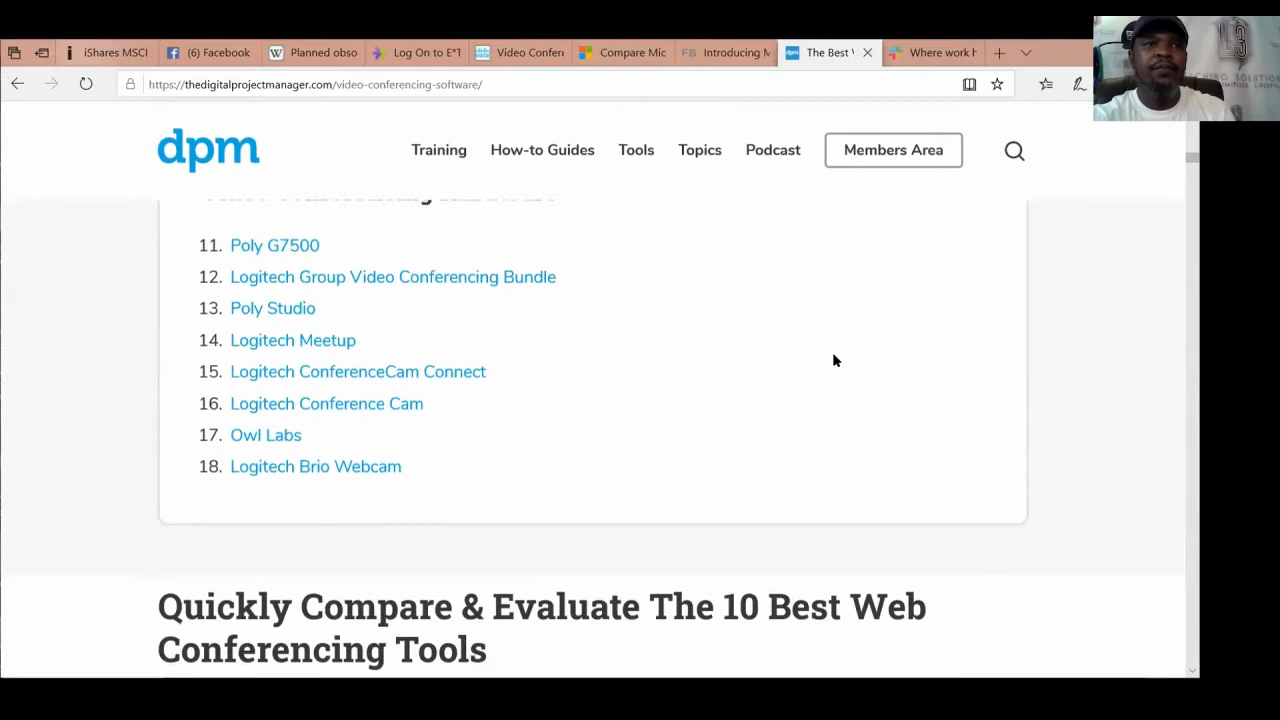 iShares MSCI
(6) Facebook
Planned obso
Log On to E*T
Video Conferen
Compare Mic
FB Introducing M
dpm The Best
Where work h
https://thedigitalprojectmanager.com/video-conferencing-software/
dpm
Training
How-to Guides
Tools
Topics
Podcast
Members Area
11. Poly G7500
12. Logitech Group Video Conferencing Bundle
13. Poly Studio
14. Logitech Meetup
15. Logitech ConferenceCam Connect
16. Logitech Conference Cam
17. Owl Labs
18. Logitech Brio Webcam
Quickly Compare & Evaluate The 10 Best Web
Conferencing Tools